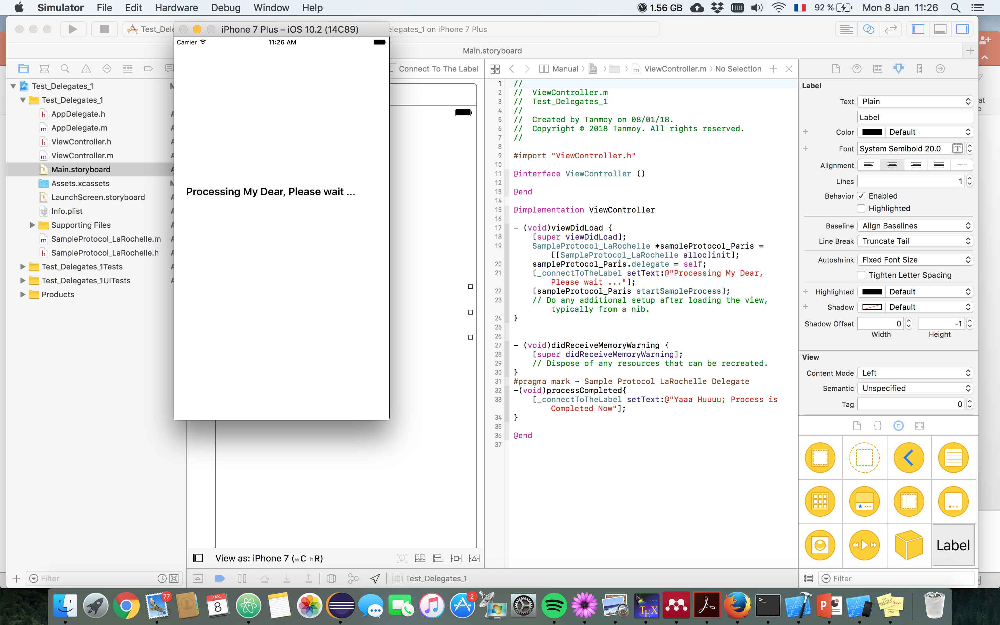 Simulator File Edit Hardware Debug Window Help 1.56 GB 92 % Mon 8 Jan 11:26
Test_Dele
iPhone 7 Plus – iOS 10.2 (14C89)
elegates_1 on iPhone 7 Plus
Carrier 11:26 AM
Main.storyboard
Connect To The Label
Manual ViewController.m No Selection
Test_Delegates_1
Test_Delegates_1
AppDelegate.h
AppDelegate.m
ViewController.h
ViewController.m
Main.storyboard
Assets.xcassets
LaunchScreen.storyboard
Info.plist
Supporting Files
SampleProtocol_LaRochelle.m
SampleProtocol_LaRochelle.h
Test_Delegates_1Tests
Test_Delegates_1UITests
Products
Processing My Dear, Please wait ...
1 //
2 //  ViewController.m
3 //  Test_Delegates_1
4 //
5 //  Created by Tanmoy on 08/01/18.
6 //  Copyright © 2018 Tanmoy. All rights reserved.
7 //
8
9 #import "ViewController.h"
10
11 @interface ViewController ()
12
13 @end
14
15 @implementation ViewController
16
17 - (void)viewDidLoad {
18 [super viewDidLoad];
19 SampleProtocol_LaRochelle *sampleProtocol_Paris =
[[SampleProtocol_LaRochelle alloc]init];
20 sampleProtocol_Paris.delegate = self;
21 [_connectToTheLabel setText:@"Processing My Dear,
Please wait ..."];
22 [sampleProtocol_Paris startSampleProcess];
23 // Do any additional setup after loading the view,
typically from a nib.
24 }
25
26
27 - (void)didReceiveMemoryWarning {
28 [super didReceiveMemoryWarning];
29 // Dispose of any resources that can be recreated.
30 }
31 #pragma mark - Sample Protocol LaRochelle Delegate
32 -(void)processCompleted{
33 [_connectToTheLabel setText:@"Yaaa Huuuu; Process is
Completed Now"];
34 }
35
36 @end
37
Label
Text Plain
Label
Color Default
Font System Semibold 20.0
Alignment
Lines 1
Behavior Enabled
Highlighted
Baseline Align Baselines
Line Break Truncate Tail
Autoshrink Fixed Font Size
Tighten Letter Spacing
Highlighted Default
Shadow Default
Shadow Offset 0 -1
Width Height
View
Content Mode Left
Semantic Unspecified
Tag 0
Label
View as: iPhone 7 (wC hR)
Filter
Test_Delegates_1
Filter
77
JAN
8
2
TEX